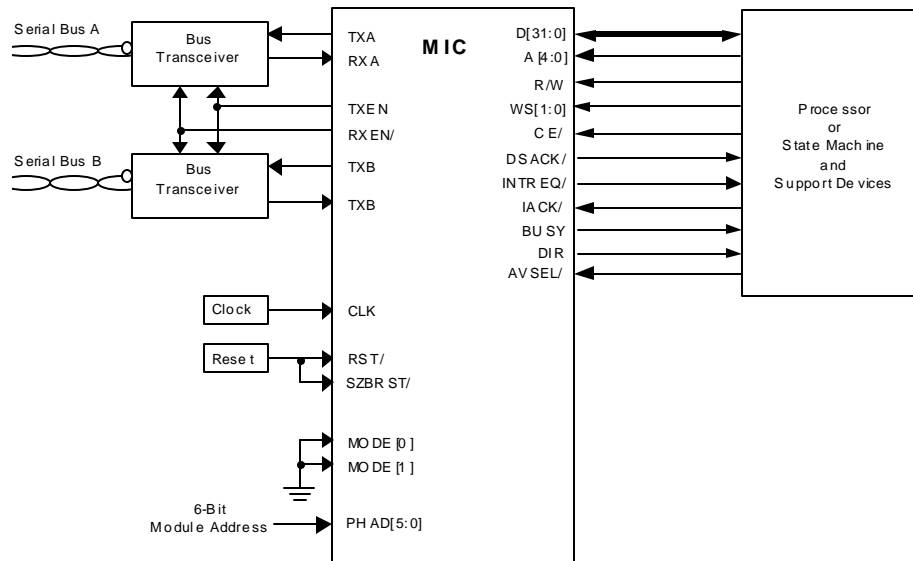 Serial Bus A
Bus
Transceiver
Serial Bus B
Bus
Transceiver
MIC
TXA
RXA
TXEN
RXEN/
TXB
TXB
CLK
RST/
SZBRST/
MODE[0]
MODE[1]
PHAD[5:0]
Clock
Reset
6-Bit
Module Address
D[31:0]
A[4:0]
R/W
WS[1:0]
CE/
DSACK/
INTREQ/
IACK/
BUSY
DIR
AVSEL/
Processor
or
State Machine
and
Support Devices